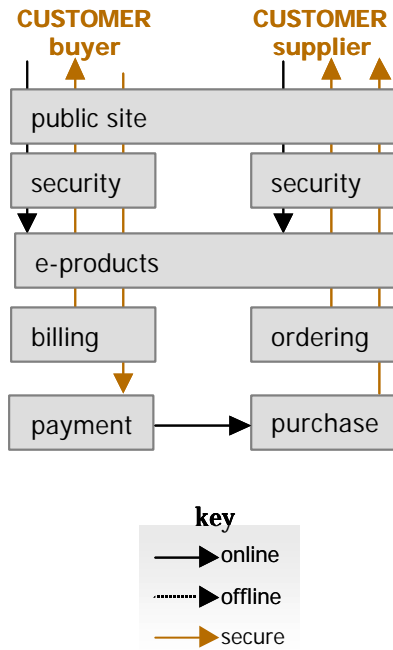 CUSTOMER
buyer
CUSTOMER
supplier
public site
security
security
e-products
billing
ordering
payment
purchase
key
online
offline
secure